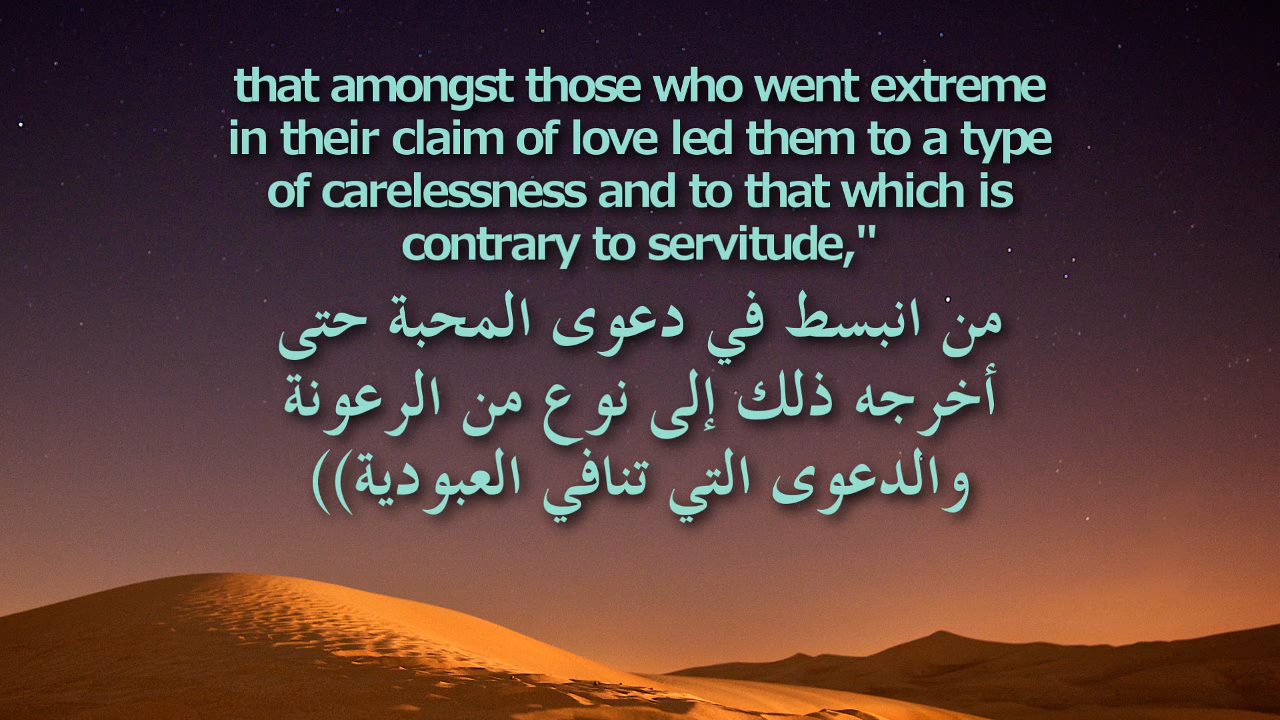 that amongst those who went extreme
in their claim of love led them to a type
of carelessness and to that which is
contrary to servitude,"
من انبسط في دعوى المحبة حتى
أخرجه ذلك إلى نوع من الرعونة
والدعوى التي تنافي العبودية))